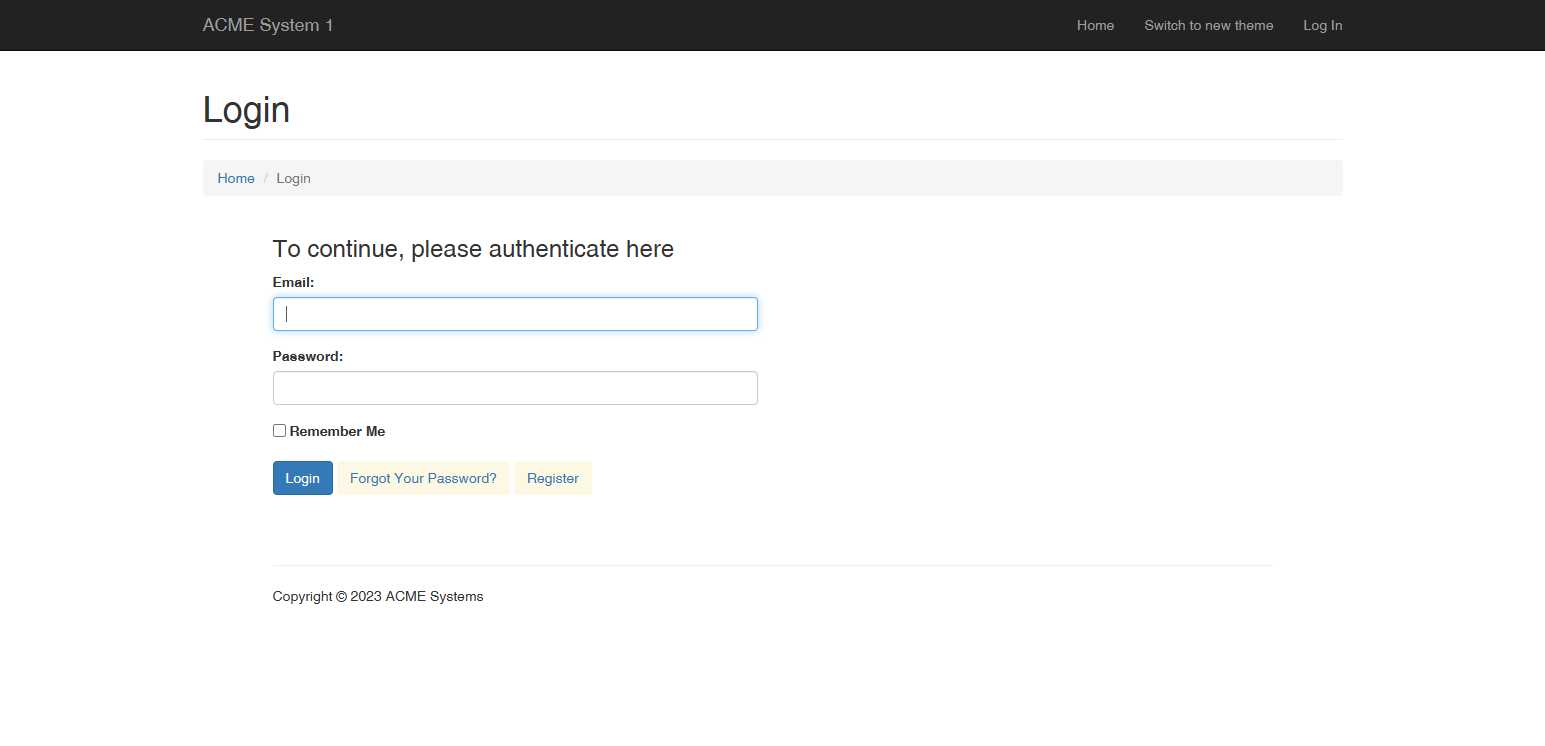 ACME System 1 Home Switch to new theme Log In
Login
Home / Login
To continue, please authenticate here
Email:
Password:
Remember Me
Login Forgot Your Password? Register
Copyright © 2023 ACME Systems